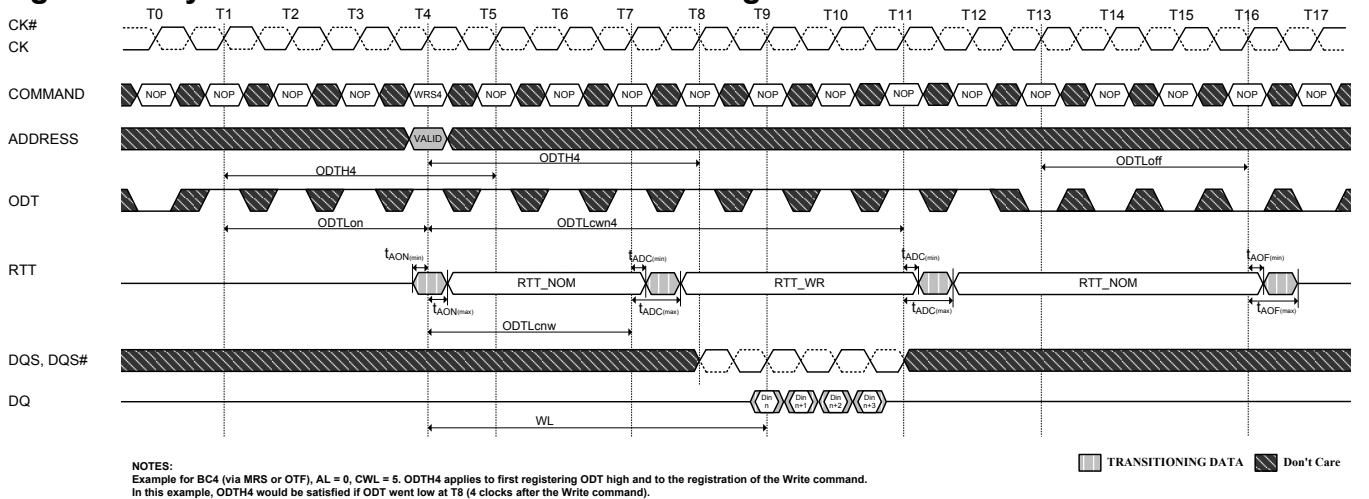 T0 T1 T2 T3 T4 T5 T6 T7 T8 T9 T10 T11 T12 T13 T14 T15 T16 T17
CK#
CK
COMMAND NOP NOP NOP NOP WRS4 NOP NOP NOP NOP NOP NOP NOP NOP NOP NOP NOP NOP NOP
ADDRESS VALID
ODTH4 ODTLoff
ODTH4
ODT
ODTLon ODTLcwn4
tAON(min) tADC(min) tADC(min) tAOF(min)
RTT RTT_NOM RTT_WR RTT_NOM
tAON(max) tADC(max) tADC(max) tAOF(max)
ODTLcnw
DQS, DQS#
DQ Din n Din n+1 Din n+2 Din n+3
WL
TRANSITIONING DATA Don't Care
NOTES:
Example for BC4 (via MRS or OTF), AL = 0, CWL = 5. ODTH4 applies to first registering ODT high and to the registration of the Write command.
In this example, ODTH4 would be satisfied if ODT went low at T8 (4 clocks after the Write command).